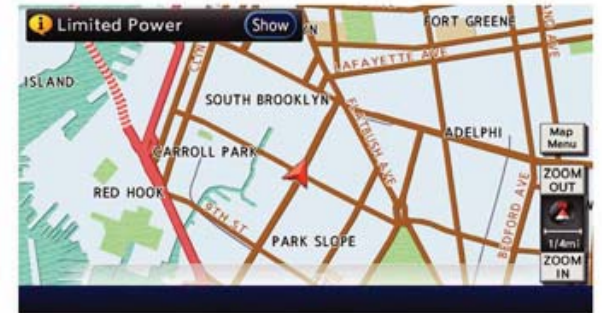 Limited Power
Show
YN
FORT GREENE
LAFAYETTE AVE
ISLAND
SOUTH BROOKLYN
FLATBUSH AVE
ADELPHI
Map
Menu
CARROLL PARK
ZOOM
OUT
RED HOOK
9TH ST
BEDFORD AVE
1/4mi
PARK SLOPE
ZOOM
IN